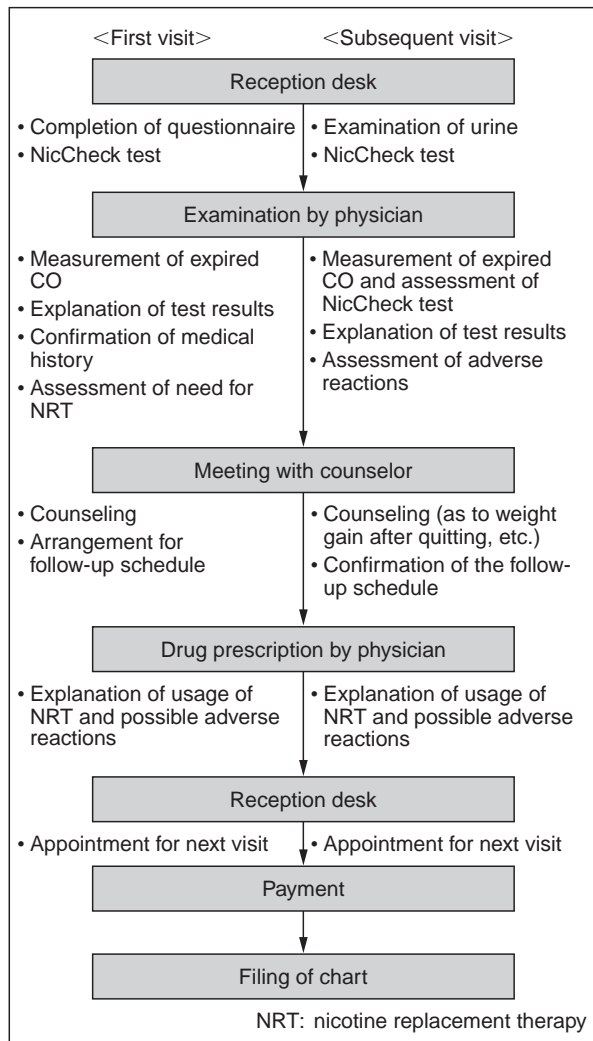 <First visit>
<Subsequent visit>
Reception desk
• Completion of questionnaire
• NicCheck test
• Examination of urine
• NicCheck test
Examination by physician
• Measurement of expired
CO
• Explanation of test results
• Confirmation of medical
history
• Assessment of need for
NRT
• Measurement of expired
CO and assessment of
NicCheck test
• Explanation of test results
• Assessment of adverse
reactions
Meeting with counselor
• Counseling
• Arrangement for
follow-up schedule
• Counseling (as to weight
gain after quitting, etc.)
• Confirmation of the follow-
up schedule
Drug prescription by physician
• Explanation of usage of
NRT and possible adverse
reactions
• Explanation of usage of
NRT and possible adverse
reactions
Reception desk
• Appointment for next visit
• Appointment for next visit
Payment
Filing of chart
NRT: nicotine replacement therapy